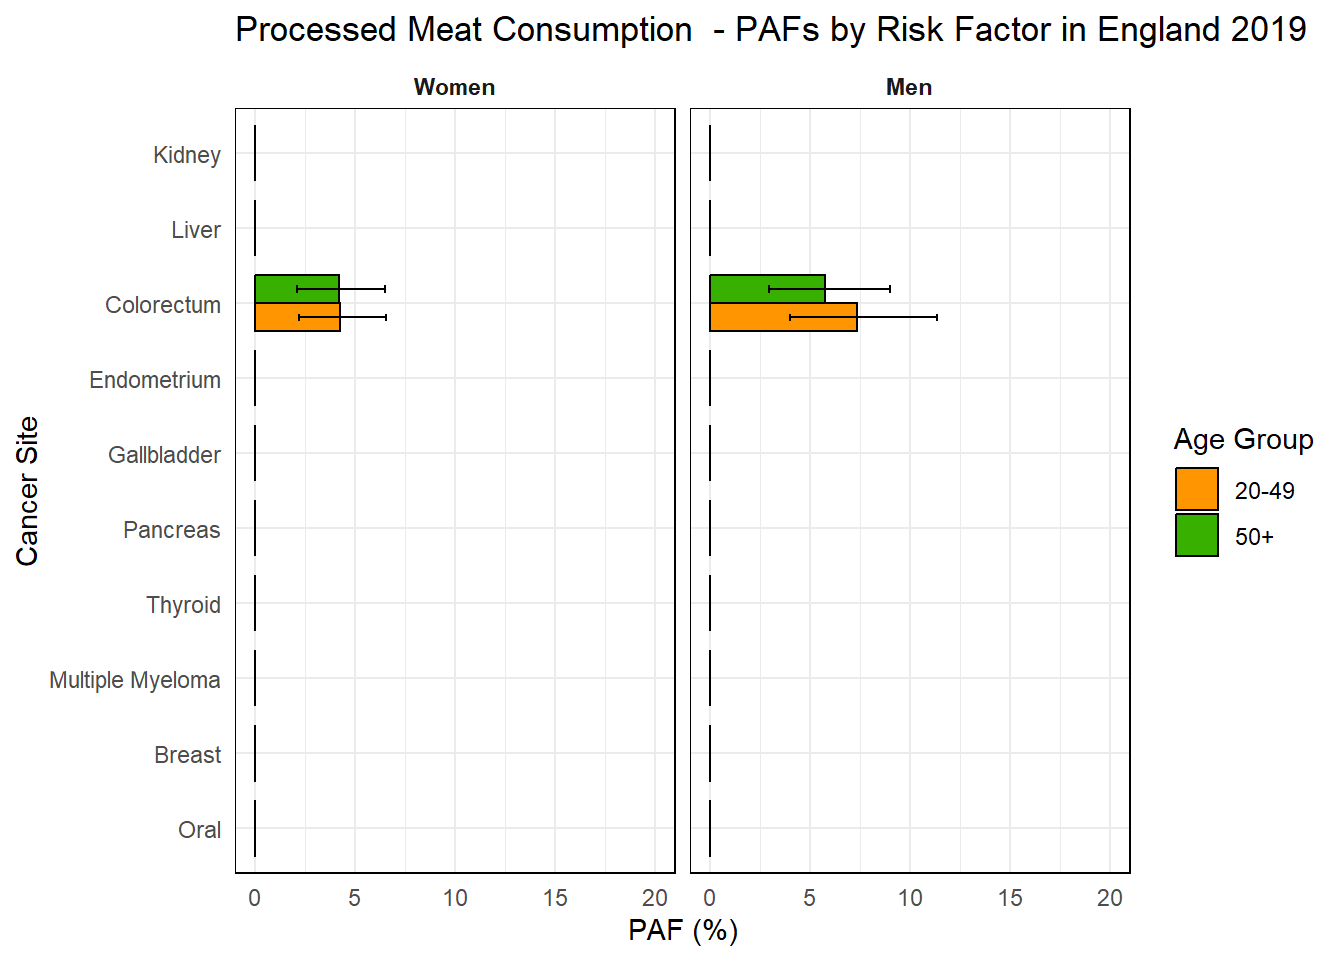 Processed Meat Consumption  - PAFs by Risk Factor in England 2019
Women
Men
Kidney
Liver
Colorectum
Endometrium
Gallbladder
Pancreas
Thyroid
Multiple Myeloma
Breast
Oral
Cancer Site
0 5 10 15 20
0 5 10 15 20
PAF (%)
Age Group
20-49
50+